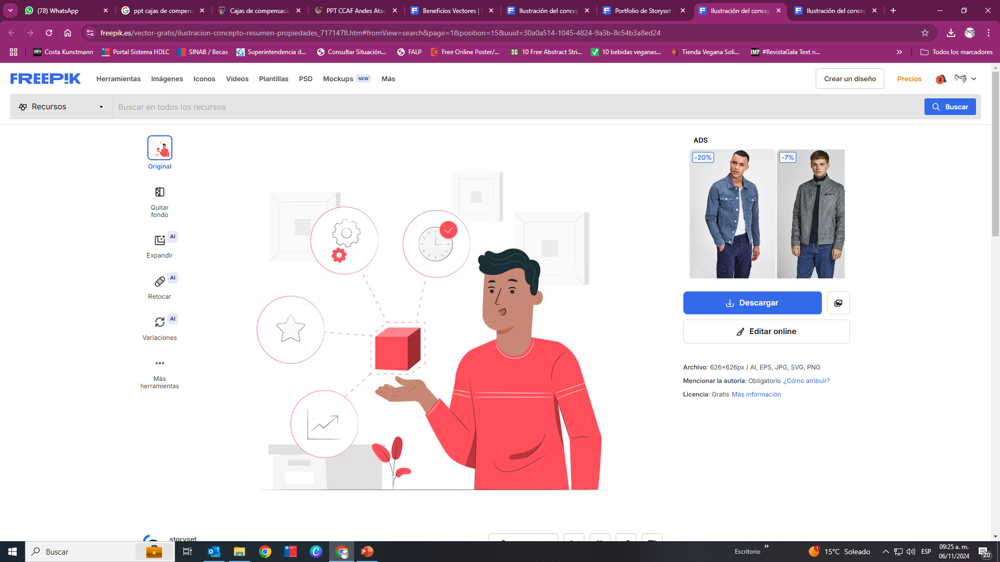 (78) WhatsApp
ppt cajas de compens
Cajas de compensació
PPT CCAF Andes Atac
Beneficios Vectores |
Ilustración del concep
Portfolio de Storyset
Ilustración del concep
Ilustración del concep
freepik.es/vector-gratis/ilustracion-concepto-resumen-propiedades_7171478.htm#fromView=search&page=1&position=15&uuid=30a0a514-1045-4824-9a3b-8c54b3a8ed24
Costa Kunstmann
Portal Sistema HDLC
SINAB / Becas
Superintendencia d...
Consultar Situación...
FALP
Free Online Poster/...
SG 10 Free Abstract Stri...
10 bebidas veganas...
Tienda Vegana Soli...
IMP #RevistaGala Text n...
Todos los marcadores
FREEPIK
Herramientas
Imágenes
Iconos
Vídeos
Plantillas
PSD
Mockups NEW
Más
Crear un diseño
Precios
3
Recursos
Buscar en todos los recursos
Buscar
Original
Quitar
fondo
AI
Expandir
AI
Retocar
AI
Variaciones
Más
herramientas
ADS
-20%
-7%
Descargar
Editar online
Archivo: 626×626px / AI, EPS, JPG, SVG, PNG
Mencionar la autoría: Obligatorio ¿Cómo atribuir?
Licencia: Gratis Más información
storyset
Buscar
Escritorio
1
15°C Soleado
ESP
09:25 a. m.
06/11/2024
20